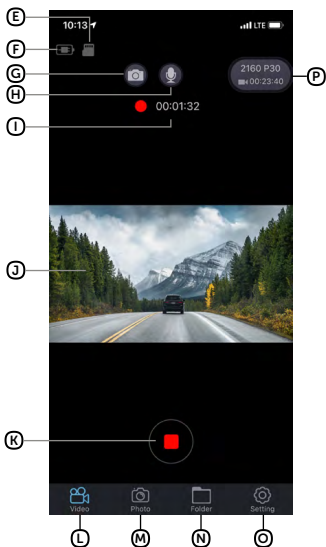 E
10:13 LTE
F
G
2160 P30
00:23:40
P
H
00:01:32
I
J
K
Video Photo Folder Setting
L M N O